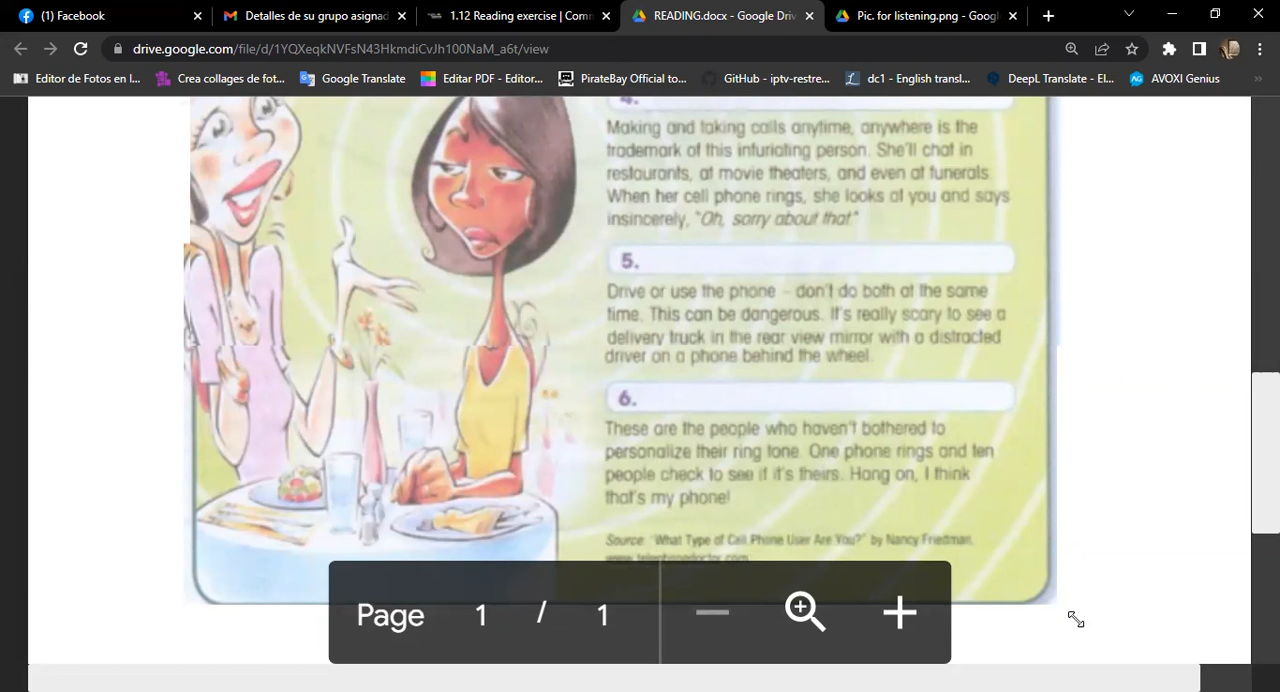 (1) Facebook
Detalles de su grupo asignad
1.12 Reading exercise | Com
READING.docx - Google Driv
Pic. for listening.png - Googl
drive.google.com/file/d/1YQXeqkNVFsN43HkmdiCvJh100NaM_a6t/view
Editor de Fotos en l...
Crea collages de fot...
Google Translate
Editar PDF - Editor...
PirateBay Official to...
GitHub - iptv-restre...
dc1 - English transl...
DeepL Translate - El...
AVOXI Genius
4.
Making and taking calls anytime, anywhere is the
trademark of this infuriating person. She'll chat in
restaurants, at movie theaters, and even at funerals.
When her cell phone rings, she looks at you and says
insincerely, "Oh, sorry about that."
5.
Drive or use the phone – don't do both at the same
time. This can be dangerous. It's really scary to see a
delivery truck in the rear view mirror with a distracted
driver on a phone behind the wheel.
6.
These are the people who haven't bothered to
personalize their ring tone. One phone rings and ten
people check to see if it's theirs. Hang on, I think
that's my phone!
Source: "What Type of Cell Phone User Are You?" by Nancy Friedman,
www.telephonedoctor.com
Page 1 / 1